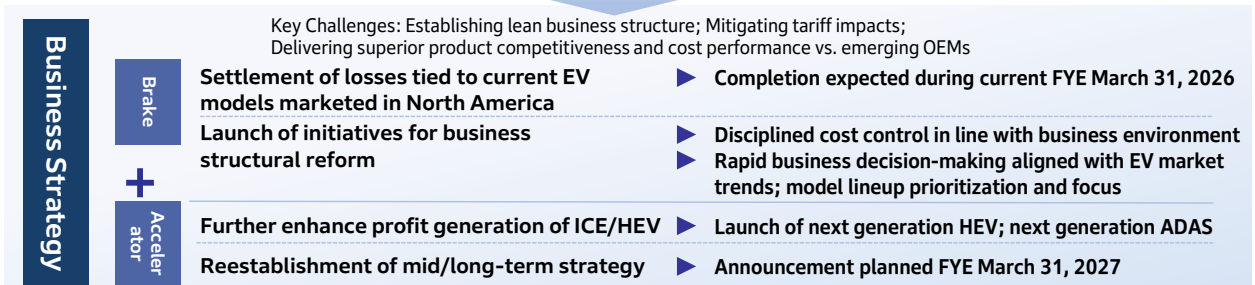 Key Challenges: Establishing lean business structure; Mitigating tariff impacts;
Delivering superior product competitiveness and cost performance vs. emerging OEMs
Business Strategy
Brake
Settlement of losses tied to current EV
models marketed in North America
▶ Completion expected during current FYE March 31, 2026
Launch of initiatives for business
structural reform
▶ Disciplined cost control in line with business environment
▶ Rapid business decision-making aligned with EV market
trends; model lineup prioritization and focus
+
Acceler
ator
Further enhance profit generation of ICE/HEV
▶ Launch of next generation HEV; next generation ADAS
Reestablishment of mid/long-term strategy
▶ Announcement planned FYE March 31, 2027